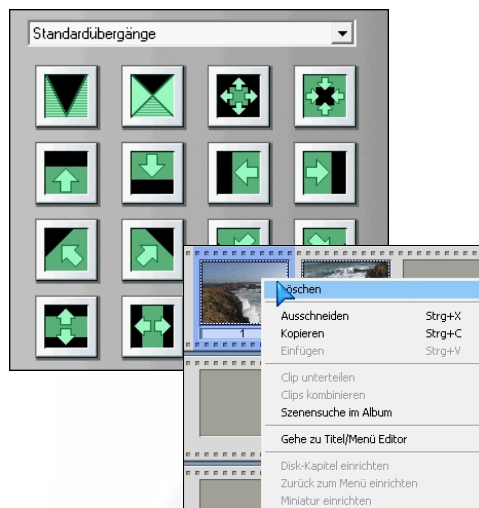 Standardübergänge
Löschen
Ausschneiden Strg+X
Kopieren Strg+C
Einfügen Strg+V
Clip unterteilen
Clips kombinieren
Szenensuche im Album
Gehe zu Titel/Menü Editor
Disk-Kapitel einrichten
Zurück zum Menü einrichten
Miniatur einrichten
1